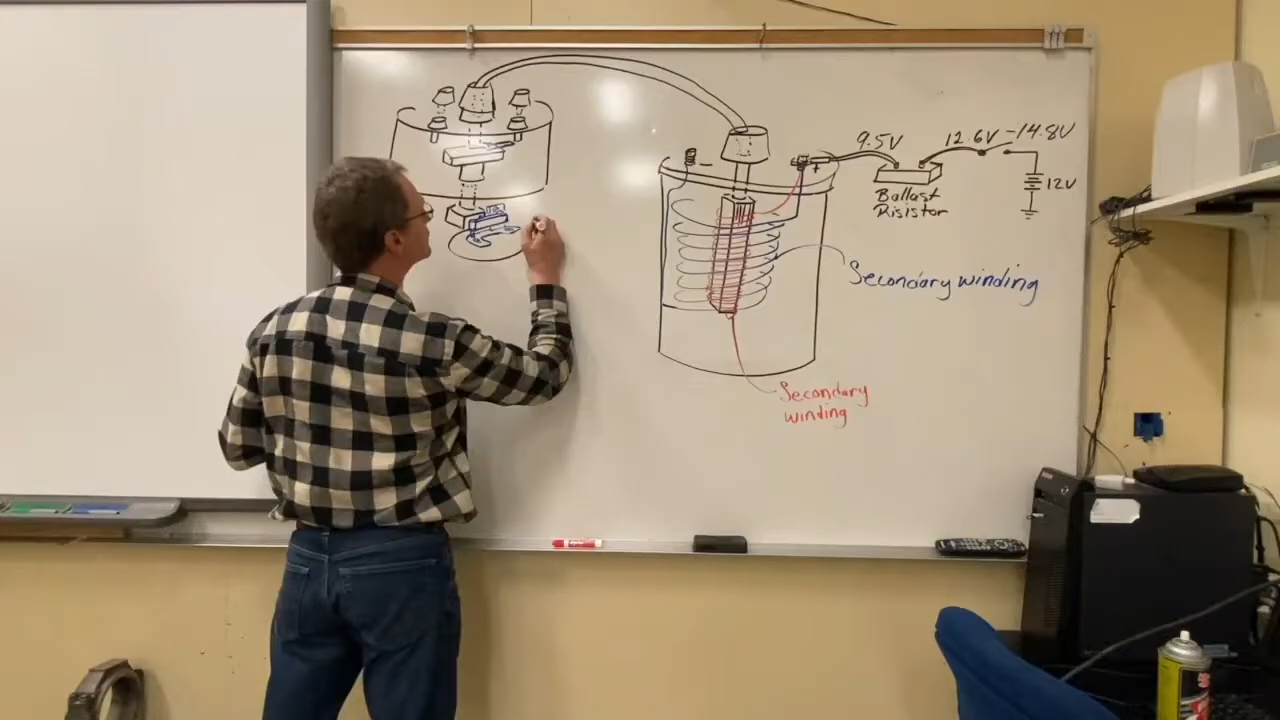 9.5V
12.6V-14.8V
12V
Ballast
Risistor
Secondary winding
Secondary
winding
- +